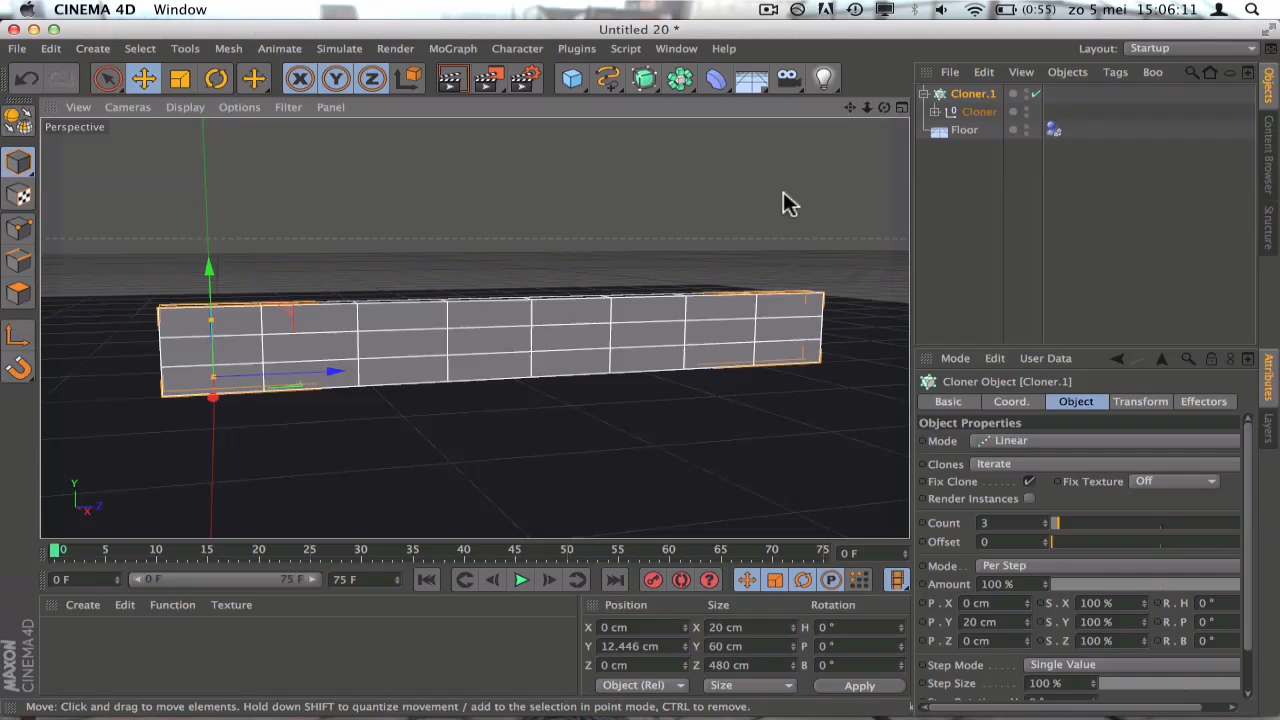 CINEMA 4D Window (0:55) zo 5 mei 15:06:11
Untitled 20 *
File Edit Create Select Tools Mesh Animate Simulate Render MoGraph Character Plugins Script Window Help Layout: Startup
X Y Z
File Edit View Objects Tags Boo
View Cameras Display Options Filter Panel
Perspective
Cloner.1
Cloner
Floor
Objects
Content Browser
Structure
Mode Edit User Data
Cloner Object [Cloner.1]
Basic Coord. Object Transform Effectors
Attributes
Layers
Object Properties
Mode Linear
Clones Iterate
Fix Clone Fix Texture Off
Render Instances
Count 3
Offset 0
Mode Per Step
Amount 100 %
P . X 0 cm S . X 100 % R . H 0 °
P . Y 20 cm S . Y 100 % R . P 0 °
P . Z 0 cm S . Z 100 % R . B 0 °
Step Mode Single Value
Step Size 100 %
Y
Z
X
0 5 10 15 20 25 30 35 40 45 50 55 60 65 70 75 0 F
0 F 0 F 75 F 75 F
Create Edit Function Texture
Position Size Rotation
X 0 cm X 20 cm H 0 °
Y 12.446 cm Y 60 cm P 0 °
Z 0 cm Z 480 cm B 0 °
Object (Rel) Size Apply
MAXON CINEMA 4D
Move: Click and drag to move elements. Hold down SHIFT to quantize movement / add to the selection in point mode, CTRL to remove.